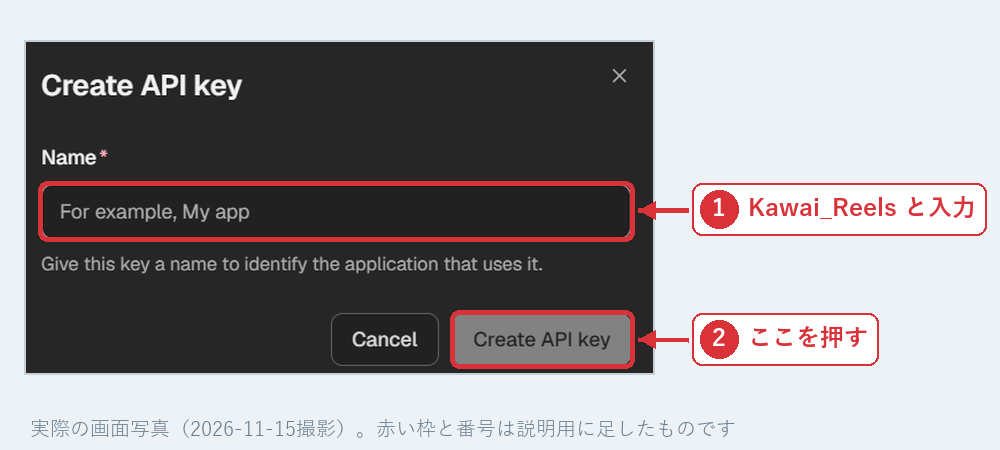 Create API key
Name *
For example, My app
1 Kawai_Reels と入力
Give this key a name to identify the application that uses it.
Cancel
Create API key
2 ここを押す
実際の画面写真（2026-11-15撮影）。赤い枠と番号は説明用に足したものです